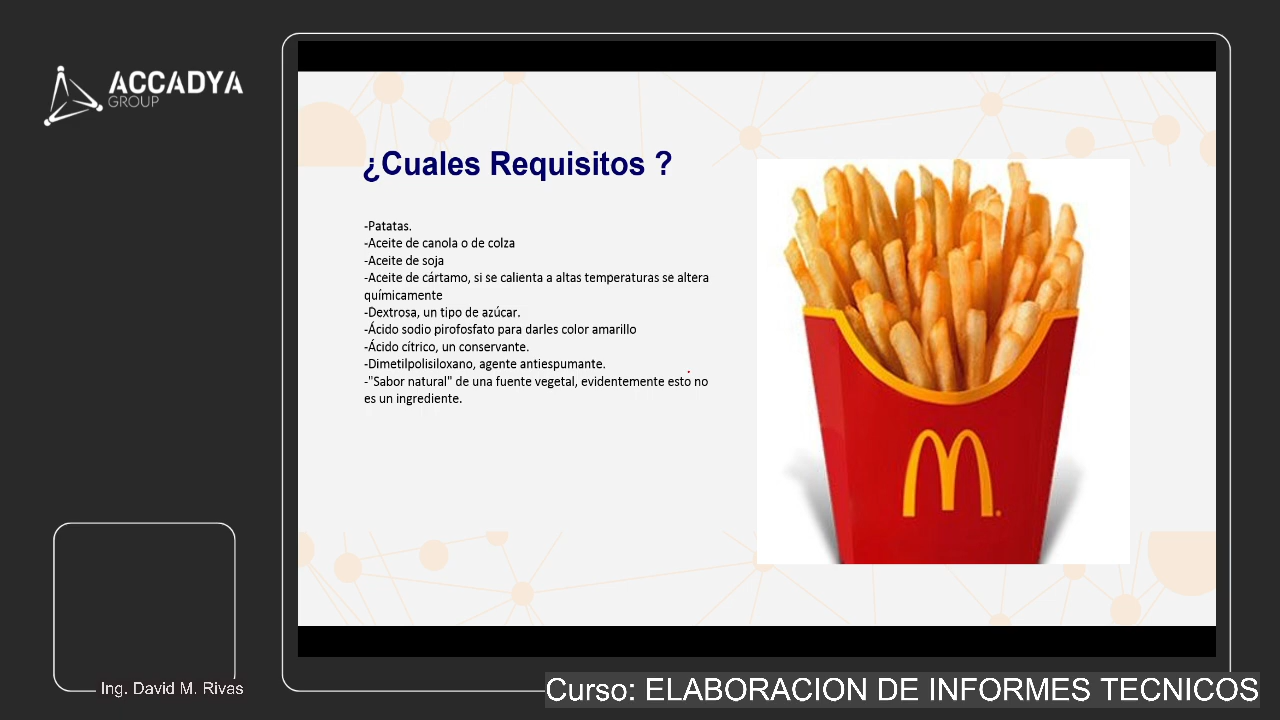 ACCADYA
GROUP
¿Cuales Requisitos ?
-Patatas.
-Aceite de canola o de colza
-Aceite de soja
-Aceite de cártamo, si se calienta a altas temperaturas se altera
químicamente
-Dextrosa, un tipo de azúcar.
-Ácido sodio pirofosfato para darles color amarillo
-Ácido cítrico, un conservante.
-Dimetilpolisiloxano, agente antiespumante.
-"Sabor natural" de una fuente vegetal, evidentemente esto no
es un ingrediente.
M
Ing. David M. Rivas
Curso: ELABORACION DE INFORMES TECNICOS